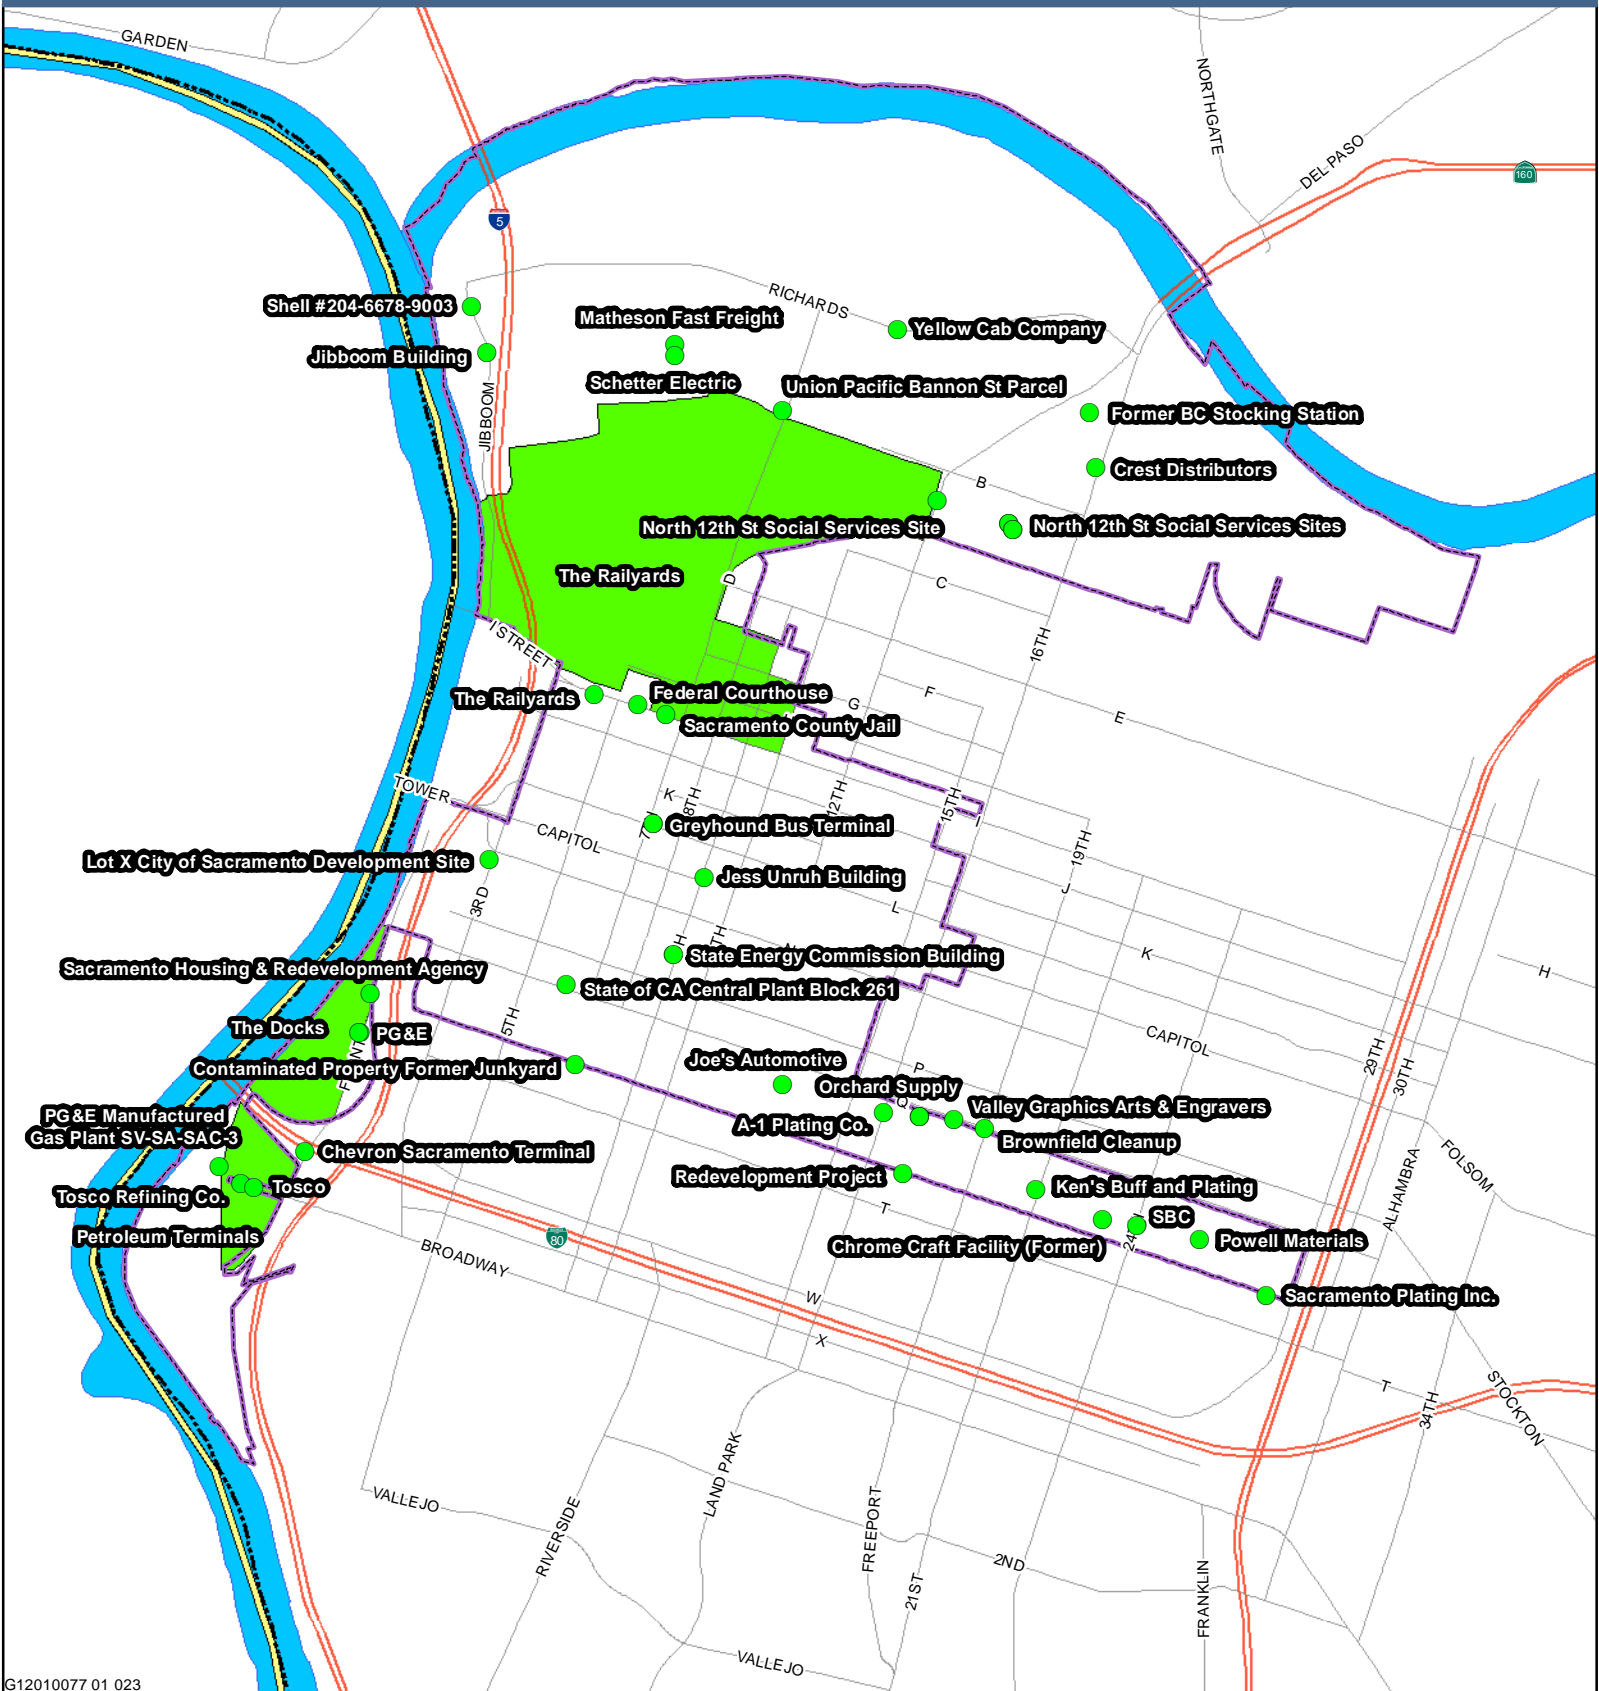 GARDEN
NORTHGATE
DEL PASO
160
5
RICHARDS
Shell #204-6678-9003
Matheson Fast Freight
Yellow Cab Company
Jibboom Building
Schetter Electric
Union Pacific Bannon St Parcel
JIBBOOM
Former BC Stocking Station
Crest Distributors
B
North 12th St Social Services Site
North 12th St Social Services Sites
The Railyards
D
C
I STREET
16TH
The Railyards
Federal Courthouse
F
G
E
Sacramento County Jail
TOWER
K
8TH
12TH
15TH
I
CAPITOL
Greyhound Bus Terminal
19TH
Lot X City of Sacramento Development Site
Jess Unruh Building
J
3RD
L
State Energy Commission Building
K
H
Sacramento Housing & Redevelopment Agency
State of CA Central Plant Block 261
The Docks
PG&E
5TH
CAPITOL
Contaminated Property Former Junkyard
Joe's Automotive
P
29TH
30TH
Orchard Supply
Q
PG&E Manufactured
Gas Plant SV-SA-SAC-3
A-1 Plating Co.
Valley Graphics Arts & Engravers
Brownfield Cleanup
Chevron Sacramento Terminal
FOLSOM
ALHAMBRA
Tosco Refining Co.
Tosco
Redevelopment Project
Ken's Buff and Plating
T
SBC
Petroleum Terminals
80
BROADWAY
Chrome Craft Facility (Former)
Powell Materials
W
Sacramento Plating Inc.
X
T
34TH
STOCKTON
LAND PARK
VALLEJO
RIVERSIDE
FREEPORT
2ND
21ST
FRANKLIN
VALLEJO
G12010077 01 023